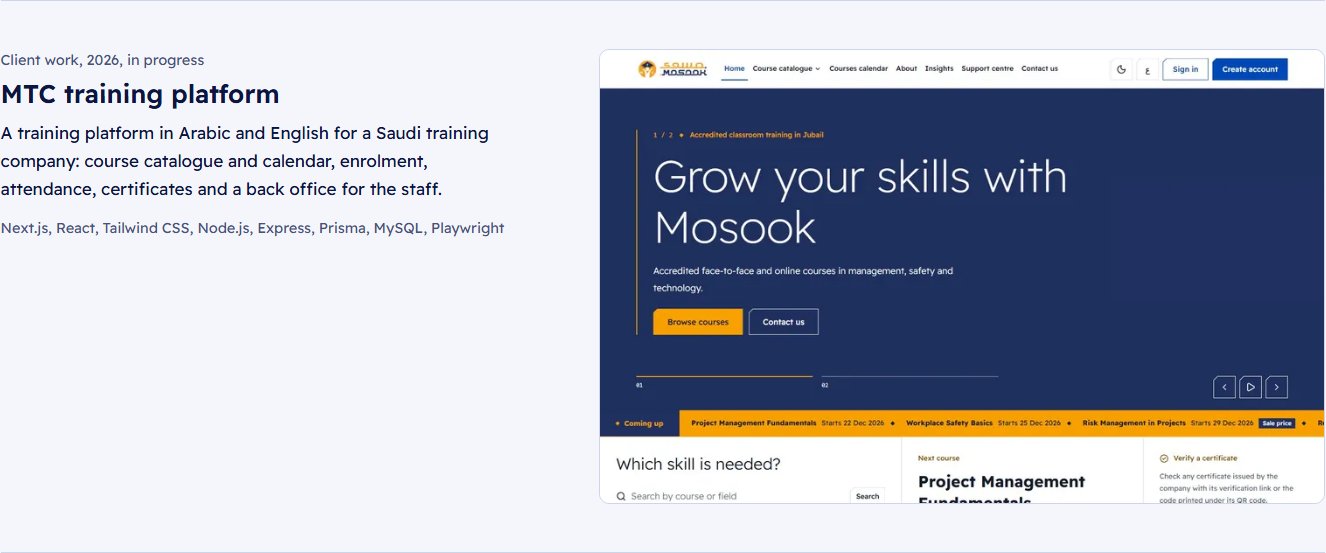 Client work, 2026, in progress
MTC training platform
A training platform in Arabic and English for a Saudi training
company: course catalogue and calendar, enrolment,
attendance, certificates and a back office for the staff.
Next.js, React, Tailwind CSS, Node.js, Express, Prisma, MySQL, Playwright
MOSOOK
Home Course catalogue Courses calendar About Insights Support centre Contact us ع Sign in Create account
1 / 2 Accredited classroom training in Jubail
Grow your skills with
Mosook
Accredited face-to-face and online courses in management, safety and
technology.
Browse courses Contact us
01 02
Coming up Project Management Fundamentals Starts 22 Dec 2026 Workplace Safety Basics Starts 25 Dec 2026 Risk Management in Projects Starts 29 Dec 2026 Sale price
Which skill is needed?
Search by course or field Search
Next course
Project Management
Fundamentals
Verify a certificate
Check any certificate issued by the
company with its verification link or the
code printed under its QR code.